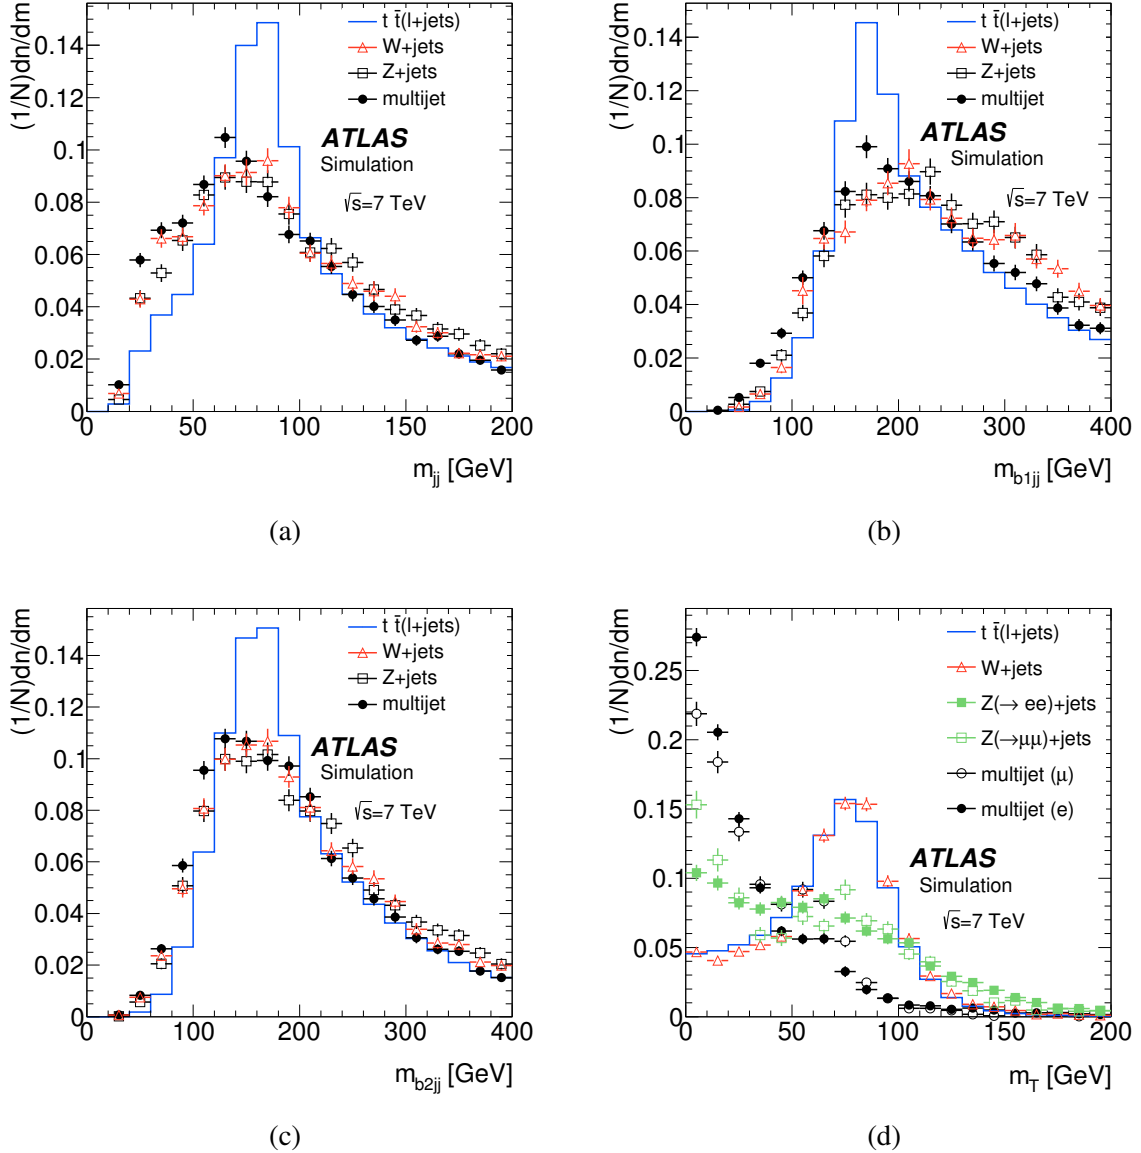 (1/N)dn/dm
0.14
0.12
0.1
0.08
0.06
0.04
0.02
0
t t̄(l+jets)
W+jets
Z+jets
multijet
ATLAS
Simulation
√s=7 TeV
0 50 100 150 200
m_jj [GeV]
(a)
(1/N)dn/dm
0.14
0.12
0.1
0.08
0.06
0.04
0.02
0
t t̄(l+jets)
W+jets
Z+jets
multijet
ATLAS
Simulation
√s=7 TeV
0 100 200 300 400
m_b1jj [GeV]
(b)
(1/N)dn/dm
0.14
0.12
0.1
0.08
0.06
0.04
0.02
0
t t̄(l+jets)
W+jets
Z+jets
multijet
ATLAS
Simulation
√s=7 TeV
0 100 200 300 400
m_b2jj [GeV]
(c)
(1/N)dn/dm
0.25
0.2
0.15
0.1
0.05
0
t t̄(l+jets)
W+jets
Z(→ ee)+jets
Z(→μμ)+jets
multijet (μ)
multijet (e)
ATLAS
Simulation
√s=7 TeV
0 50 100 150 200
m_T [GeV]
(d)